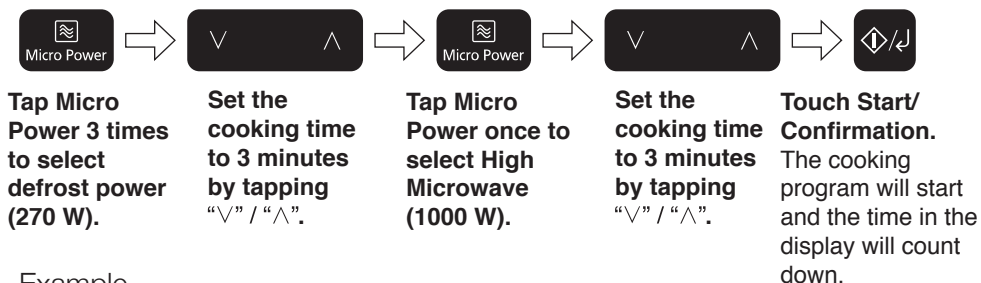 Micro Power
∨ ∧
Micro Power
∨ ∧
Tap Micro
Power 3 times
to select
defrost power
(270 W).
Set the
cooking time
to 3 minutes
by tapping
“∨” / “∧”.
Tap Micro
Power once to
select High
Microwave
(1000 W).
Set the
cooking time
to 3 minutes
by tapping
“∨” / “∧”.
Touch Start/
Confirmation.
The cooking
program will start
and the time in the
display will count
down.
Example